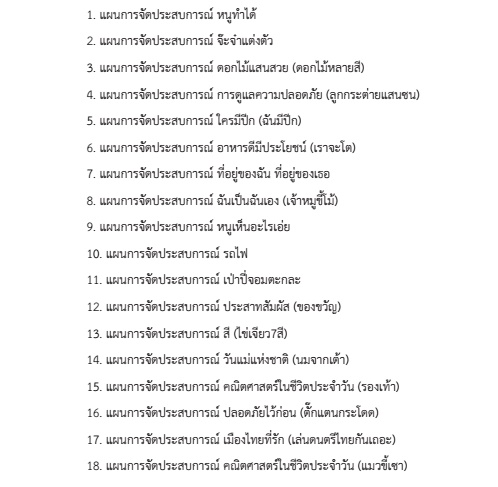 1. แผนการจัดประสบการณ์ หนูทำได้
2. แผนการจัดประสบการณ์ จ๊ะจ๋าแต่งตัว
3. แผนการจัดประสบการณ์ ดอกไม้แสนสวย (ดอกไม้หลายสี)
4. แผนการจัดประสบการณ์ การดูแลความปลอดภัย (ลูกกระต่ายแสนซน)
5. แผนการจัดประสบการณ์ ใครมีปีก (ฉันมีปีก)
6. แผนการจัดประสบการณ์ อาหารดีมีประโยชน์ (เราจะโต)
7. แผนการจัดประสบการณ์ ที่อยู่ของฉัน ที่อยู่ของเธอ
8. แผนการจัดประสบการณ์ ฉันเป็นฉันเอง (เจ้าหมูขี้โม้)
9. แผนการจัดประสบการณ์ หนูเห็นอะไรเอ่ย
10. แผนการจัดประสบการณ์ รถไฟ
11. แผนการจัดประสบการณ์ เป่าปี่จอมตะกละ
12. แผนการจัดประสบการณ์ ประสาทสัมผัส (ของขวัญ)
13. แผนการจัดประสบการณ์ สี (ไข่เจียว7สี)
14. แผนการจัดประสบการณ์ วันแม่แห่งชาติ (นมจากเต้า)
15. แผนการจัดประสบการณ์ คณิตศาสตร์ในชีวิตประจำวัน (รองเท้า)
16. แผนการจัดประสบการณ์ ปลอดภัยไว้ก่อน (ตั๊กแตนกระโดด)
17. แผนการจัดประสบการณ์ เมืองไทยที่รัก (เล่นดนตรีไทยกันเถอะ)
18. แผนการจัดประสบการณ์ คณิตศาสตร์ในชีวิตประจำวัน (แมวขี้เซา)